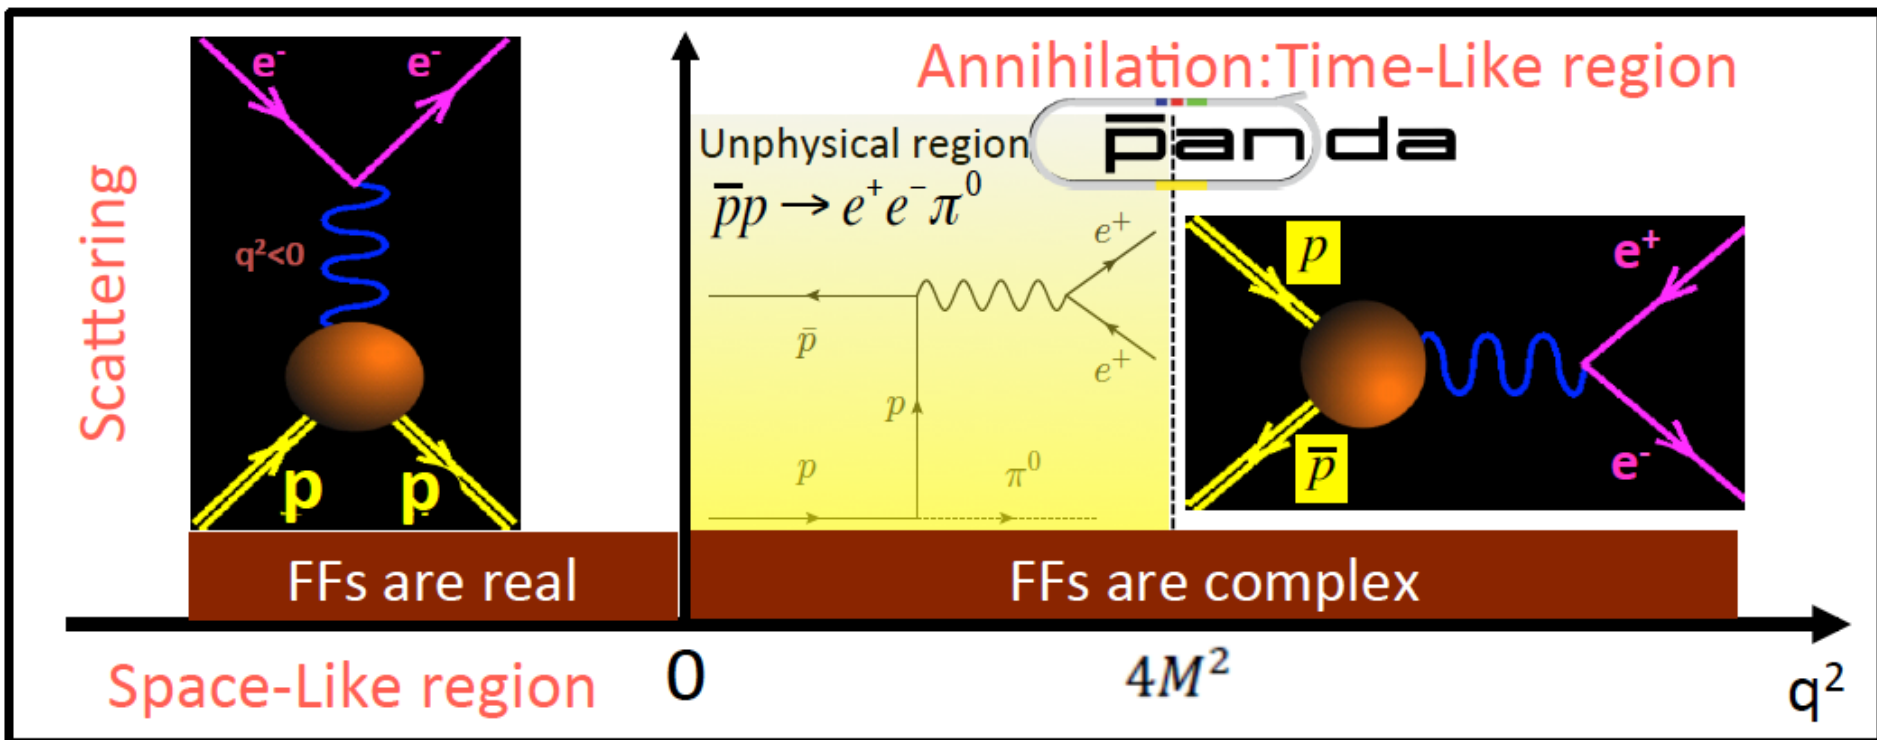 Annihilation:Time-Like region
Scattering
e⁻ e⁻
q²<0
p p
Unphysical region
p̅p → e⁺e⁻π⁰
p̅anda
e⁺
p̄
e⁺
p
p
π⁰
p
p̅
e⁺
e⁻
FFs are real
FFs are complex
Space-Like region
0
4M²
q²